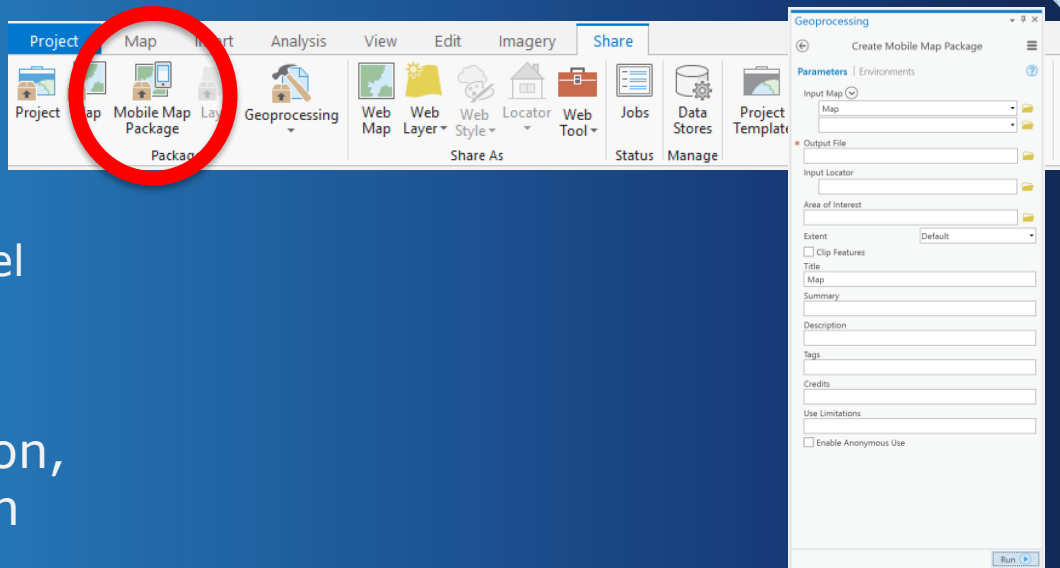 Project Map Insert Analysis View Edit Imagery Share
Project Map Mobile Map Package Lay Geoprocessing Web Map Web Layer Web Style Locator Web Tool Jobs Data Stores Project Template
Package Share As Status Manage
el
on,
n
Geoprocessing
Create Mobile Map Package
Parameters | Environments
Input Map
Map
* Output File
Input Locator
Area of Interest
Extent Default
Clip Features
Title
Map
Summary
Description
Tags
Credits
Use Limitations
Enable Anonymous Use
Run